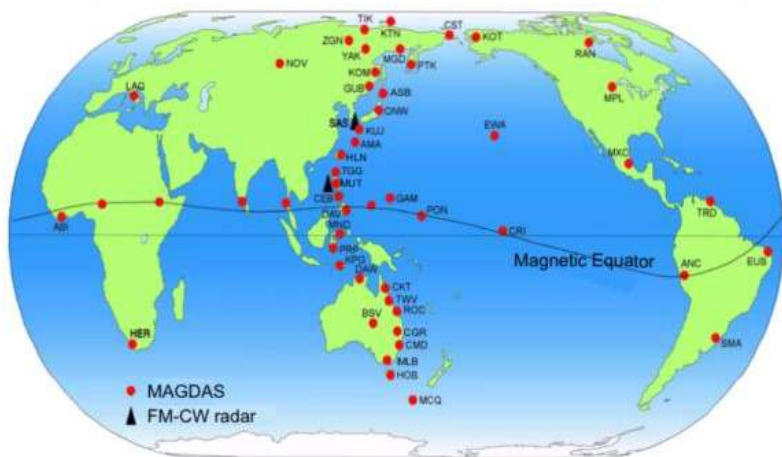 TIK
KTN
CST
KOT
RAN
ZGN
YAK
MGD
PTK
NOV
KOM
GUB
MPL
LAQ
ASB
ONW
SAS
KUJ
EWA
AMA
HLN
MXC
TGG
MUT
CEB
GAM
TRD
ABI
DAV
PON
MND
CRI
PRP
KPG
DAW
Magnetic Equator
ANC
EUS
CKT
TWV
ROC
BSV
CGR
CMD
HER
SMA
MLB
HOB
MAGDAS
MCQ
FM-CW radar